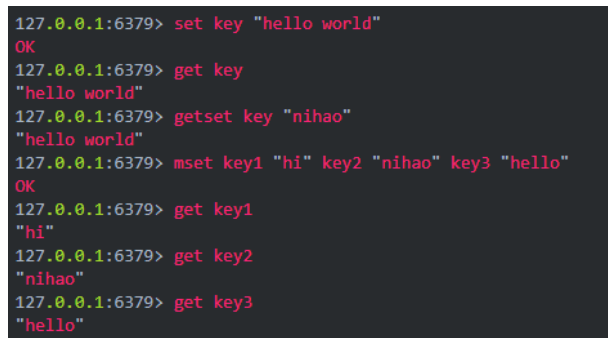 127.0.0.1:6379> set key "hello world"
OK
127.0.0.1:6379> get key
"hello world"
127.0.0.1:6379> getset key "nihao"
"hello world"
127.0.0.1:6379> mset key1 "hi" key2 "nihao" key3 "hello"
OK
127.0.0.1:6379> get key1
"hi"
127.0.0.1:6379> get key2
"nihao"
127.0.0.1:6379> get key3
"hello"